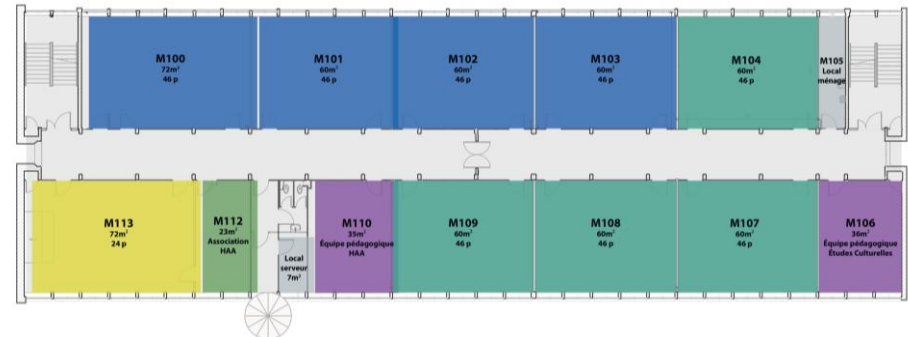 M100
72m²
46 p
M101
60m²
46 p
M102
60m²
46 p
M103
60m²
46 p
M104
60m²
46 p
M105
Local
ménage
M113
72m²
24 p
M112
23m²
Association
HAA
Local
serveur
7m²
M110
35m²
Équipe pédagogique
HAA
M109
60m²
46 p
M108
60m²
46 p
M107
60m²
46 p
M106
36m²
Équipe pédagogique
Études Culturelles